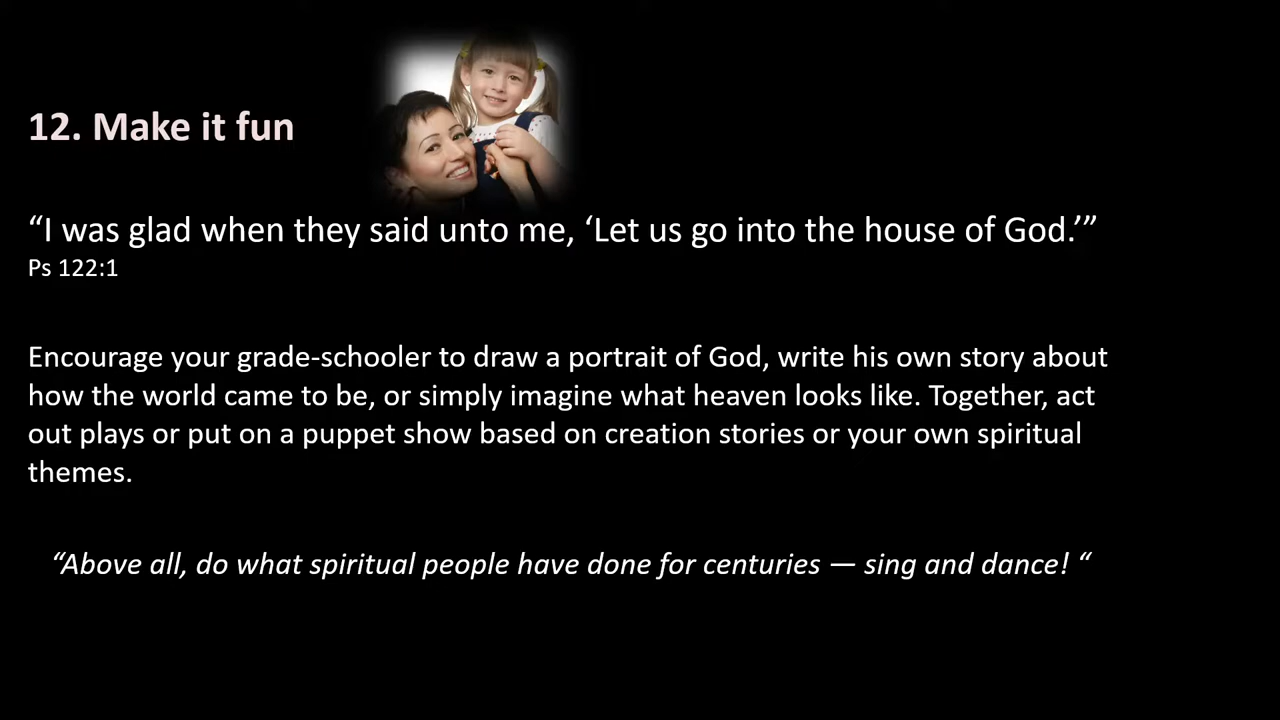 12. Make it fun
“I was glad when they said unto me, ‘Let us go into the house of God.’”
Ps 122:1
Encourage your grade-schooler to draw a portrait of God, write his own story about
how the world came to be, or simply imagine what heaven looks like. Together, act
out plays or put on a puppet show based on creation stories or your own spiritual
themes.
“Above all, do what spiritual people have done for centuries — sing and dance! “